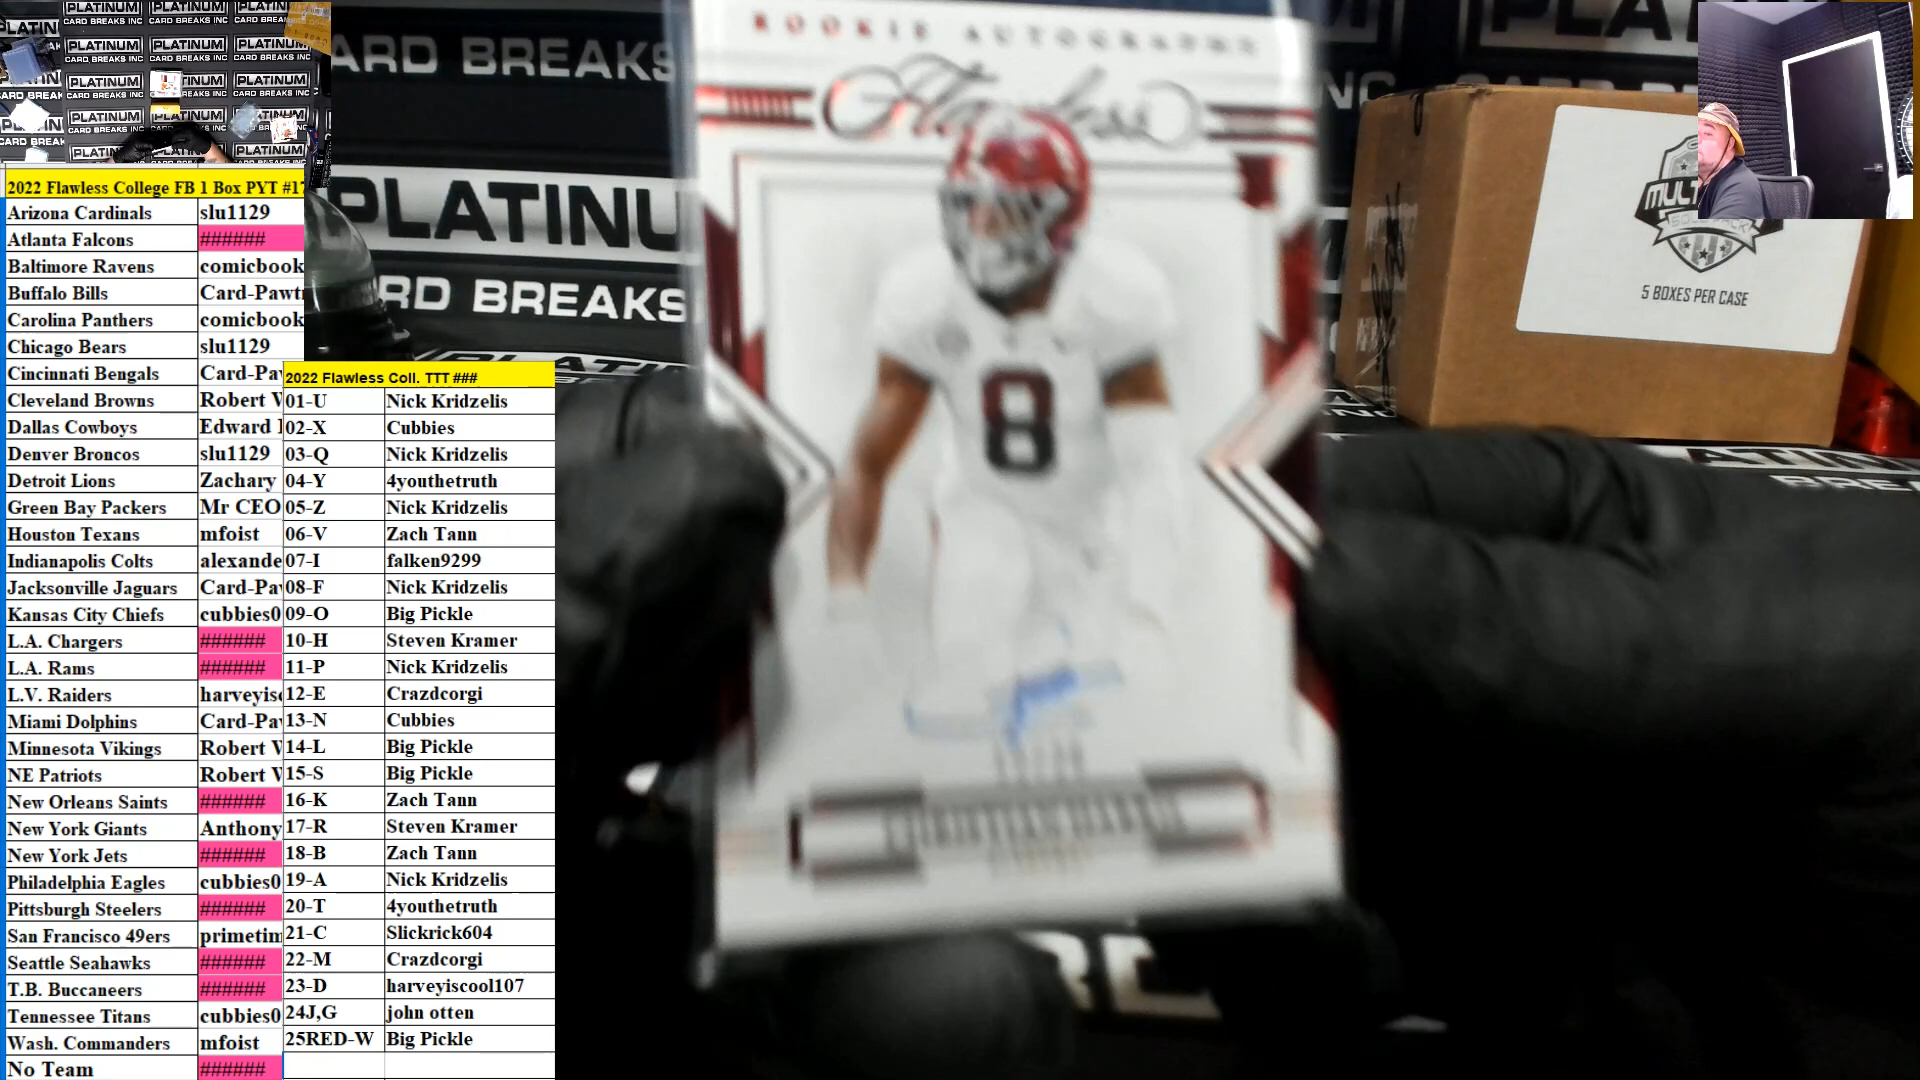 PLATINUM
CARD BREAKS INC
2022 Flawless College FB 1 Box PYT #17
Arizona Cardinals slu1129
Atlanta Falcons ######
Baltimore Ravens comicbook
Buffalo Bills Card-Pawt
Carolina Panthers comicbook
Chicago Bears slu1129
Cincinnati Bengals Card-Pa
Cleveland Browns Robert
Dallas Cowboys Edward
Denver Broncos slu1129
Detroit Lions Zachary
Green Bay Packers Mr CEO
Houston Texans mfoist
Indianapolis Colts alexande
Jacksonville Jaguars Card-Pa
Kansas City Chiefs cubbies0
L.A. Chargers ######
L.A. Rams ######
L.V. Raiders harveyis
Miami Dolphins Card-Pa
Minnesota Vikings Robert
NE Patriots Robert
New Orleans Saints ######
New York Giants Anthony
New York Jets ######
Philadelphia Eagles cubbies0
Pittsburgh Steelers ######
San Francisco 49ers primetim
Seattle Seahawks ######
T.B. Buccaneers ######
Tennessee Titans cubbies0
Wash. Commanders mfoist
No Team ######
2022 Flawless Coll. TTT ###
01-U Nick Kridzelis
02-X Cubbies
03-Q Nick Kridzelis
04-Y 4youthetruth
05-Z Nick Kridzelis
06-V Zach Tann
07-I falken9299
08-F Nick Kridzelis
09-O Big Pickle
10-H Steven Kramer
11-P Nick Kridzelis
12-E Crazdcorgi
13-N Cubbies
14-L Big Pickle
15-S Big Pickle
16-K Zach Tann
17-R Steven Kramer
18-B Zach Tann
19-A Nick Kridzelis
20-T 4youthetruth
21-C Slickrick604
22-M Crazdcorgi
23-D harveyiscool107
24J,G john otten
25RED-W Big Pickle
ARD BREAKS
PLATINU
RD BREAKS
ROOKIE AUTOGRAPHS
Flawless
8
5 BOXES PER CASE